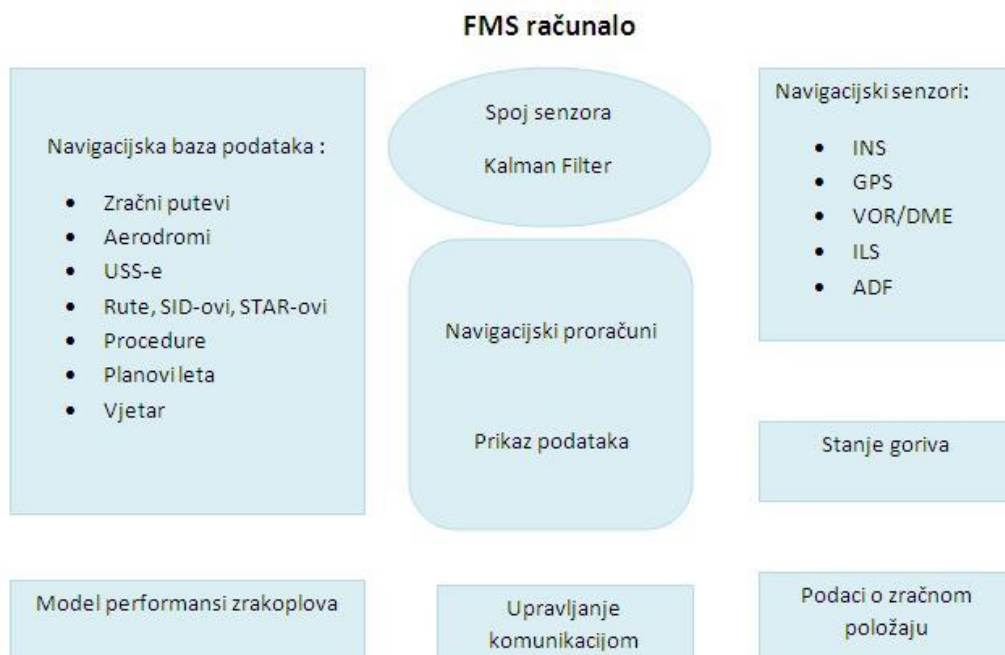 FMS računalo
Navigacijska baza podataka :
• Zračni putevi
• Aerodromi
• USS-e
• Rute, SID-ovi, STAR-ovi
• Procedure
• Planovi leta
• Vjetar
Spoj senzora
Kalman Filter
Navigacijski proračuni
Prikaz podataka
Navigacijski senzori:
• INS
• GPS
• VOR/DME
• ILS
• ADF
Stanje goriva
Model performansi zrakoplova
Upravljanje
komunikacijom
Podaci o zračnom
položaju